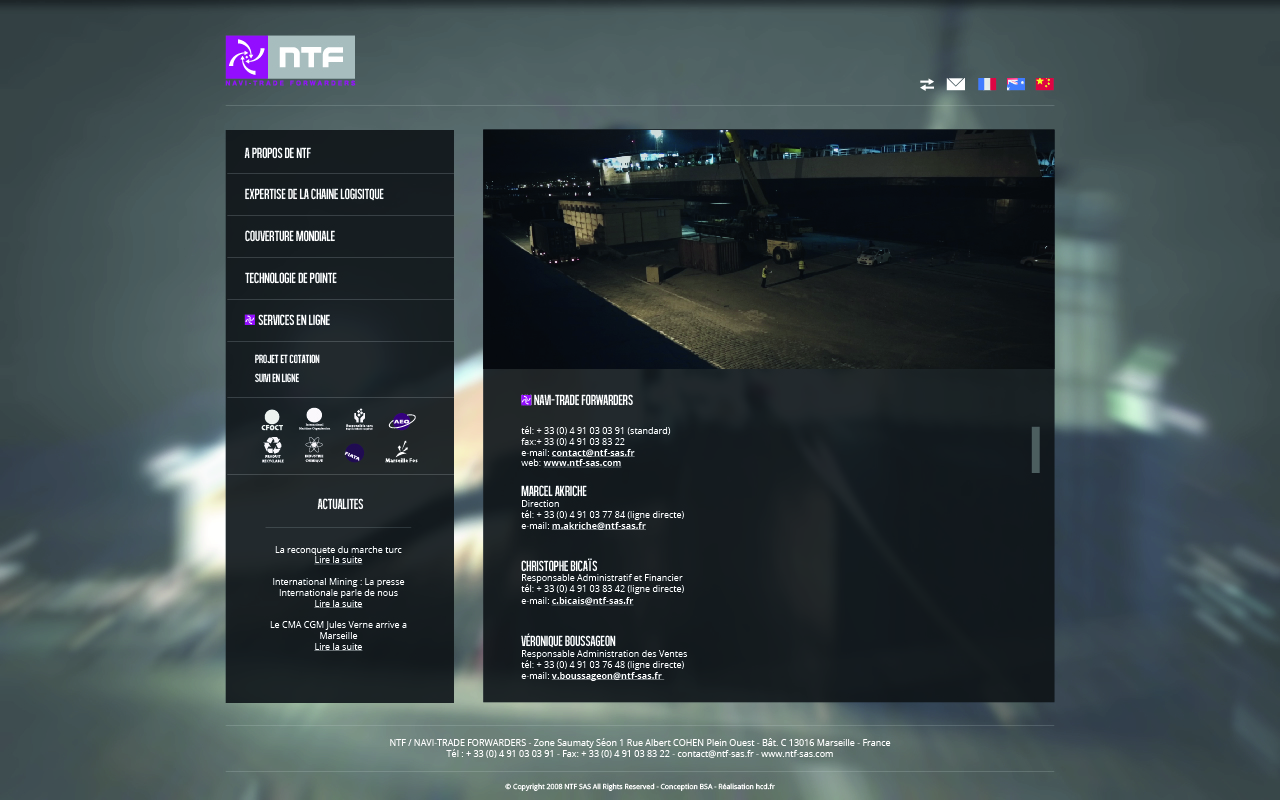 NTF
A PROPOS DE NTF
EXPERTISE DE LA CHAINE LOGISITQUE
COUVERTURE MONDIALE
TECHNOLOGIE DE POINTE
SERVICES EN LIGNE
PROJET ET COTATION
SUIVI EN LIGNE
CFOCT
AEO
PRODUIT
RECYCLABLE
INDUSTRIE
CHIMIQUE
FIATA
Marseille Fos
ACTUALITES
La reconquete du marche turc
Lire la suite
International Mining : La presse
Internationale parle de nous
Lire la suite
Le CMA CGM Jules Verne arrive a
Marseille
Lire la suite
NAVI-TRADE FORWARDERS
tél: + 33 (0) 4 91 03 03 91 (standard)
fax:+ 33 (0) 4 91 03 83 22
e-mail: contact@ntf-sas.fr
web: www.ntf-sas.com
MARCEL AKRICHE
Direction
tél: + 33 (0) 4 91 03 77 84 (ligne directe)
e-mail: m.akriche@ntf-sas.fr
CHRISTOPHE BICAÏS
Responsable Administratif et Financier
tél: + 33 (0) 4 91 03 83 42 (ligne directe)
e-mail: c.bicais@ntf-sas.fr
VÉRONIQUE BOUSSAGEON
Responsable Administration des Ventes
tél: + 33 (0) 4 91 03 76 48 (ligne directe)
e-mail: v.boussageon@ntf-sas.fr
NTF / NAVI-TRADE FORWARDERS - Zone Saumaty Séon 1 Rue Albert COHEN Plein Ouest - Bât. C 13016 Marseille - France
Tél : + 33 (0) 4 91 03 03 91 - Fax: + 33 (0) 4 91 03 83 22 - contact@ntf-sas.fr - www.ntf-sas.com
© Copyright 2008 NTF SAS All Rights Reserved - Conception BSA - Réalisation hcd.fr